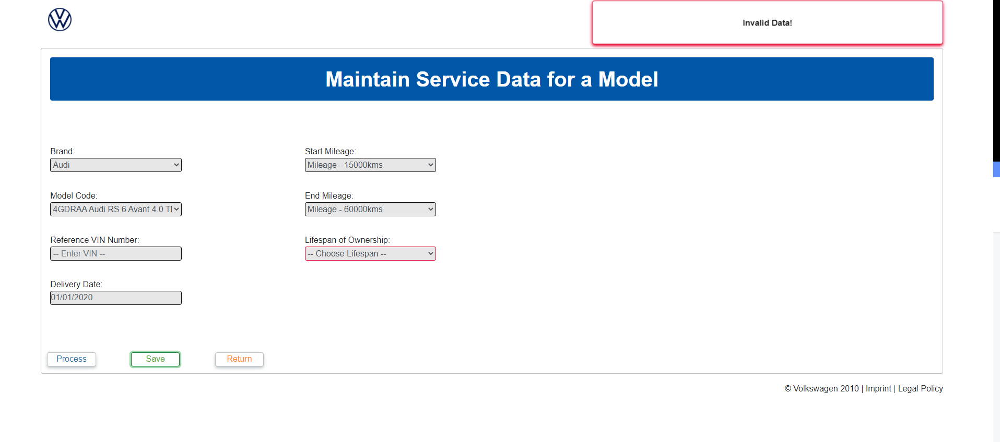 Invalid Data!
Maintain Service Data for a Model
Brand:
Audi
Model Code:
4GDRAA Audi RS 6 Avant 4.0 T
Reference VIN Number:
-- Enter VIN --
Delivery Date:
01/01/2020
Start Mileage:
Mileage - 15000kms
End Mileage:
Mileage - 60000kms
Lifespan of Ownership:
-- Choose Lifespan --
Process
Save
Return
© Volkswagen 2010 | Imprint | Legal Policy